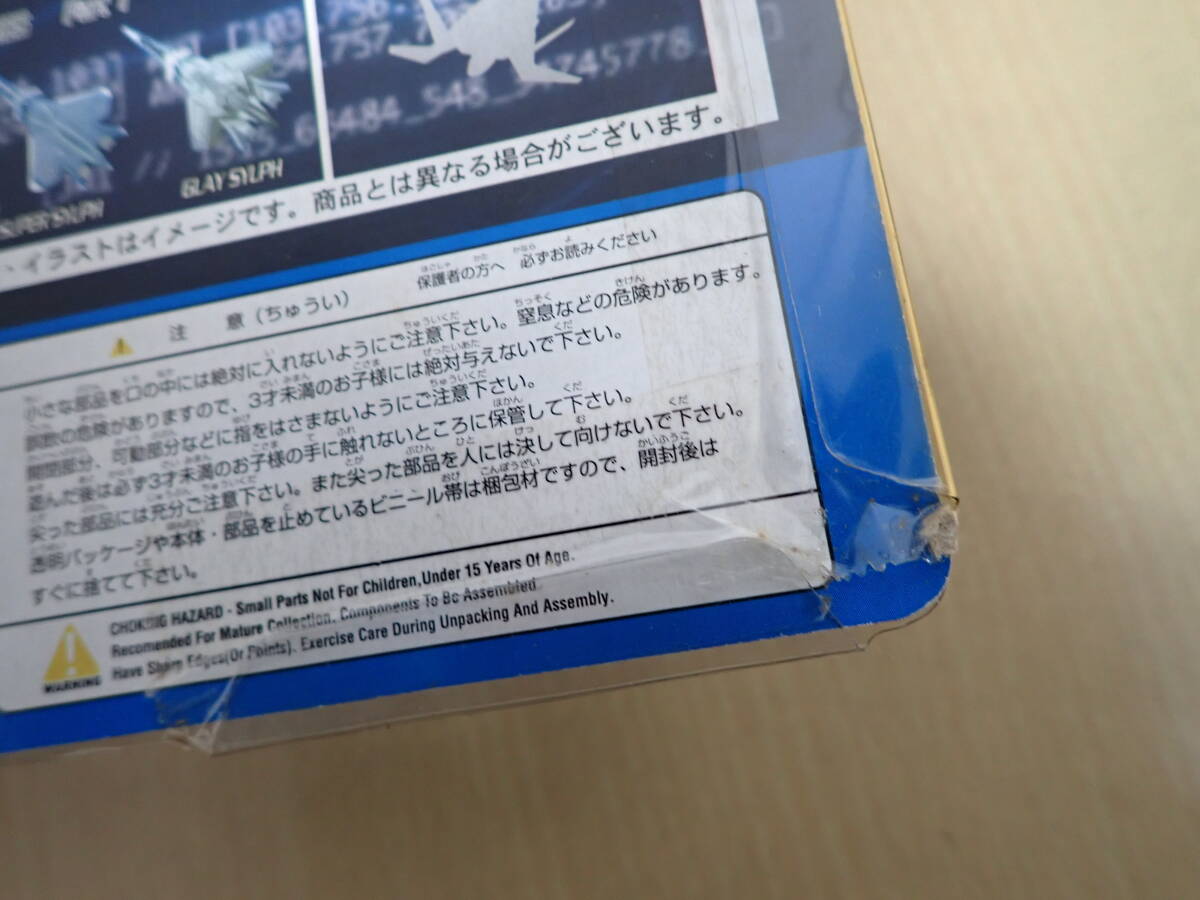 GLAY SYLPH
SUPER SYLPH
イラストはイメージです。商品とは異なる場合がございます。
注 意(ちゅうい) 保護者の方へ 必ずお読みください
小さな部品を口の中には絶対に入れないようにご注意下さい。窒息などの危険があります。
誤飲の危険がありますので、3才未満のお子様には絶対与えないで下さい。
開閉部分、可動部分などに指をはさまないようにご注意下さい。
遊んだ後は必ず3才未満のお子様の手に触れないところに保管して下さい。
尖った部品には充分ご注意下さい。また尖った部品を人には決して向けないで下さい。
透明パッケージや本体・部品を止めているビニール帯は梱包材ですので、開封後は
すぐに捨てて下さい。
CHOKING HAZARD - Small Parts Not For Children,Under 15 Years Of Age.
Recomended For Mature Collection. Components To Be Assembled
Have Sharp Edges(Or Points). Exercise Care During Unpacking And Assembly.
WARNING